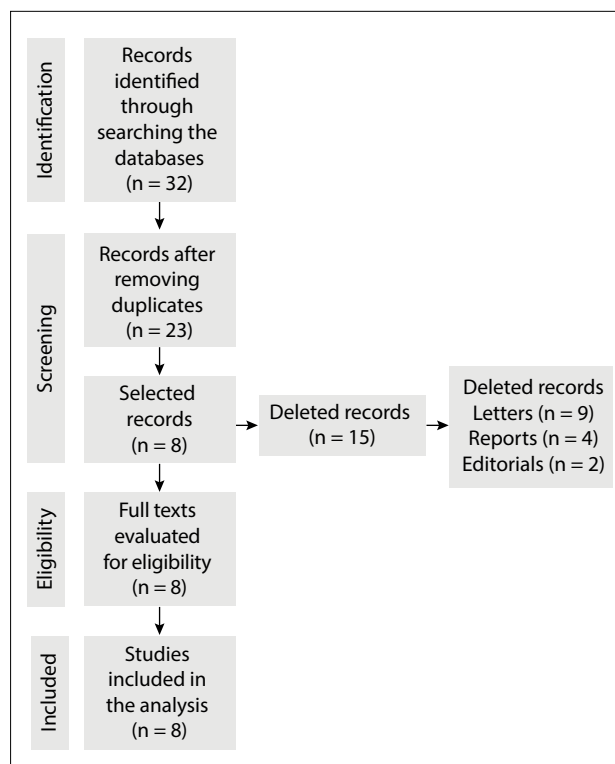 Identification
Records
identified
through
searching the
databases
(n = 32)
Screening
Records after
removing
duplicates
(n = 23)
Selected
records
(n = 8)
Deleted records
(n = 15)
Deleted records
Letters (n = 9)
Reports (n = 4)
Editorials (n = 2)
Eligibility
Full texts
evaluated
for eligibility
(n = 8)
Included
Studies
included in
the analysis
(n = 8)